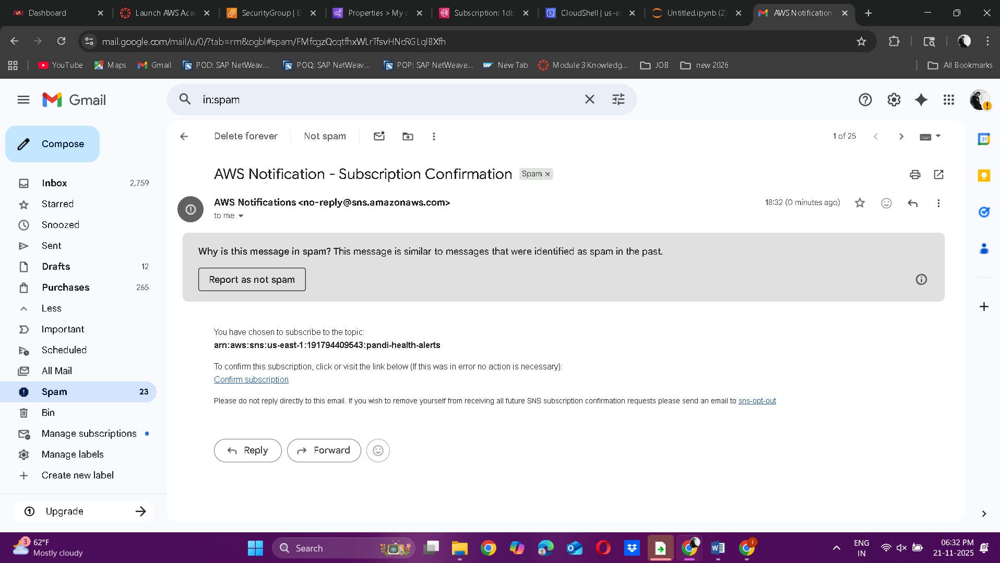 Dashboard
Launch AWS Aca
SecurityGroup | E
Properties > My c
Subscription: 1db
CloudShell | us-ea
Untitled.ipynb (2)
AWS Notification
mail.google.com/mail/u/0/?tab=rm&ogbl#spam/FMfcgzQcqtfhxWLrTfsvHNcRGLqlBXfh
YouTube
Maps
Gmail
POD: SAP NetWeav...
POQ: SAP NetWeav...
POP: SAP NetWeave...
SAP
New Tab
Module 3 Knowledg...
JOB
new 2026
All Bookmarks
Gmail
in:spam
Compose
Delete forever
Not spam
1 of 25
31
AWS Notification - Subscription Confirmation
Spam
Inbox 2,759
Starred
Snoozed
Sent
Drafts 12
Purchases 265
Less
Important
Scheduled
All Mail
Spam 23
Bin
Manage subscriptions
Manage labels
Create new label
Upgrade
AWS Notifications <no-reply@sns.amazonaws.com>
18:32 (0 minutes ago)
to me
Why is this message in spam? This message is similar to messages that were identified as spam in the past.
Report as not spam
You have chosen to subscribe to the topic:
arn:aws:sns:us-east-1:191794409543:pandi-health-alerts
To confirm this subscription, click or visit the link below (If this was in error no action is necessary):
Confirm subscription
Please do not reply directly to this email. If you wish to remove yourself from receiving all future SNS subscription confirmation requests please send an email to sns-opt-out
Reply
Forward
3
62°F
Mostly cloudy
Search
ENG
IN
06:32 PM
21-11-2025